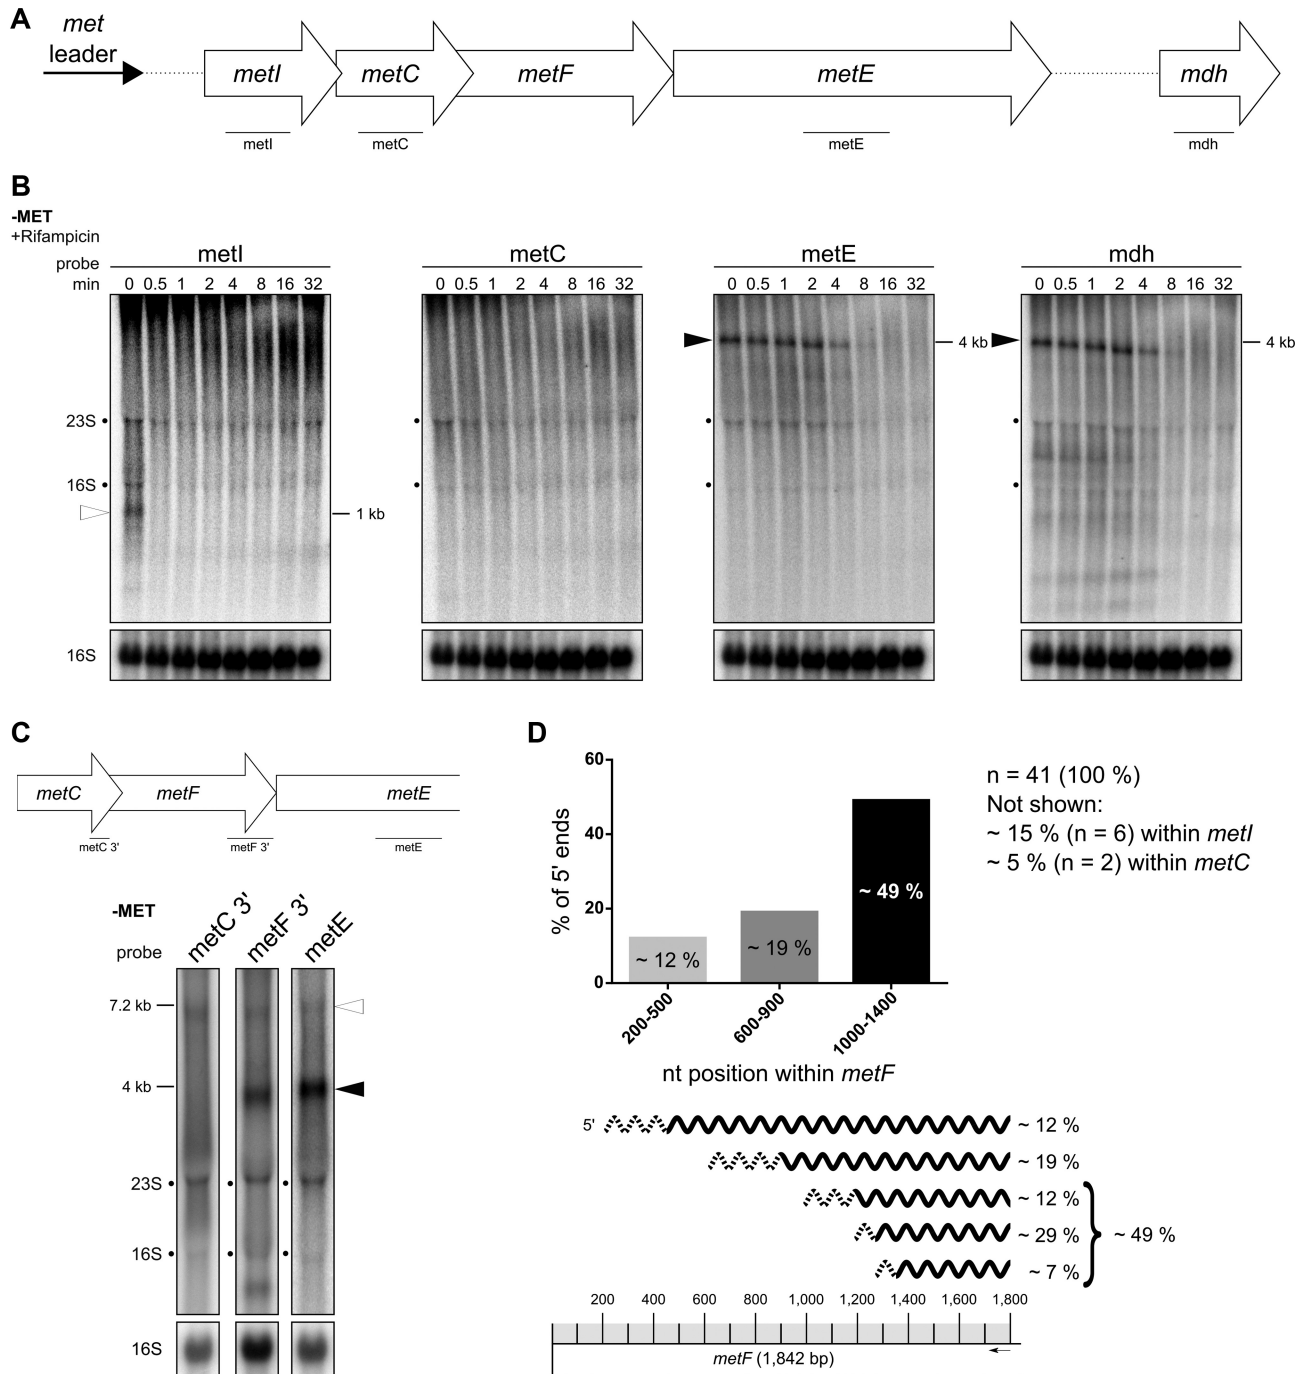 A
met
leader
metI
metC
metF
metE
mdh
metI
metC
metE
mdh
B
-MET
+Rifampicin
probe
min
metI
0 0.5 1 2 4 8 16 32
metC
0 0.5 1 2 4 8 16 32
metE
0 0.5 1 2 4 8 16 32
mdh
0 0.5 1 2 4 8 16 32
23S
16S
1 kb
4 kb
4 kb
16S
C
metC
metF
metE
metC 3'
metF 3'
metE
-MET
probe
metC 3'
metF 3'
metE
7.2 kb
4 kb
23S
16S
16S
D
% of 5' ends
60
40
20
0
~ 12 %
~ 19 %
~ 49 %
200-500
600-900
1000-1400
nt position within metF
n = 41 (100 %)
Not shown:
~ 15 % (n = 6) within metI
~ 5 % (n = 2) within metC
5'
~ 12 %
~ 19 %
~ 12 %
~ 29 %
~ 7 %
~ 49 %
200 400 600 800 1,000 1,200 1,400 1,600 1,800
metF (1,842 bp)